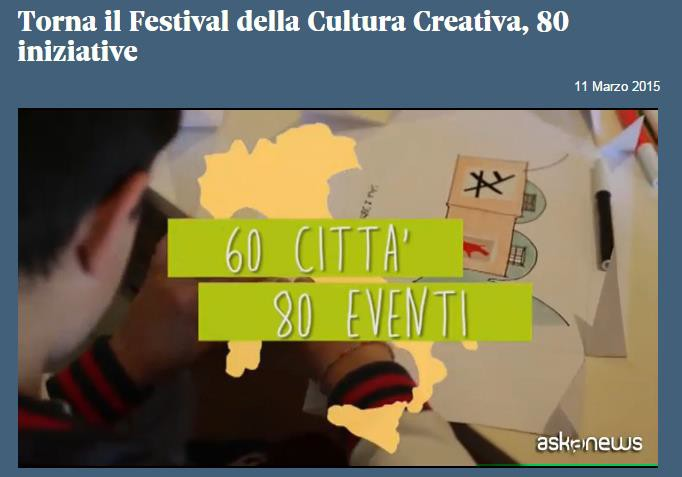 Torna il Festival della Cultura Creativa, 80
iniziative
11 Marzo 2015
60 CITTA'
80 EVENTI
askanews